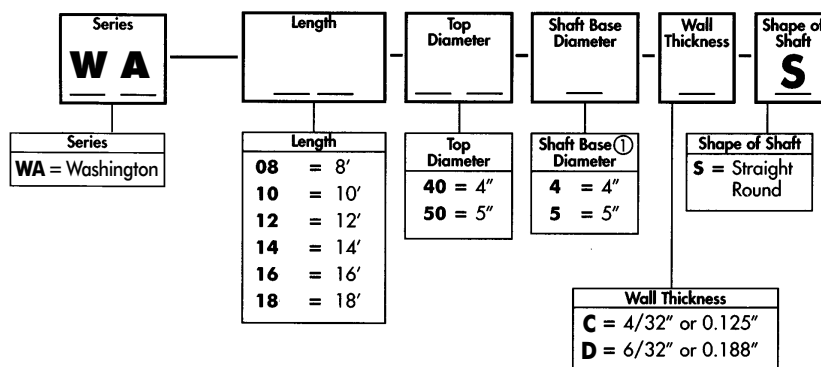 Series
W A
Length
Top
Diameter
Shaft Base
Diameter
Wall
Thickness
Shape of
Shaft
S
Series
WA = Washington
Length
08 = 8'
10 = 10'
12 = 12'
14 = 14'
16 = 16'
18 = 18'
Top
Diameter
40 = 4"
50 = 5"
Shaft Base ①
Diameter
4 = 4"
5 = 5"
Shape of Shaft
S = Straight
Round
Wall Thickness
C = 4/32" or 0.125"
D = 6/32" or 0.188"